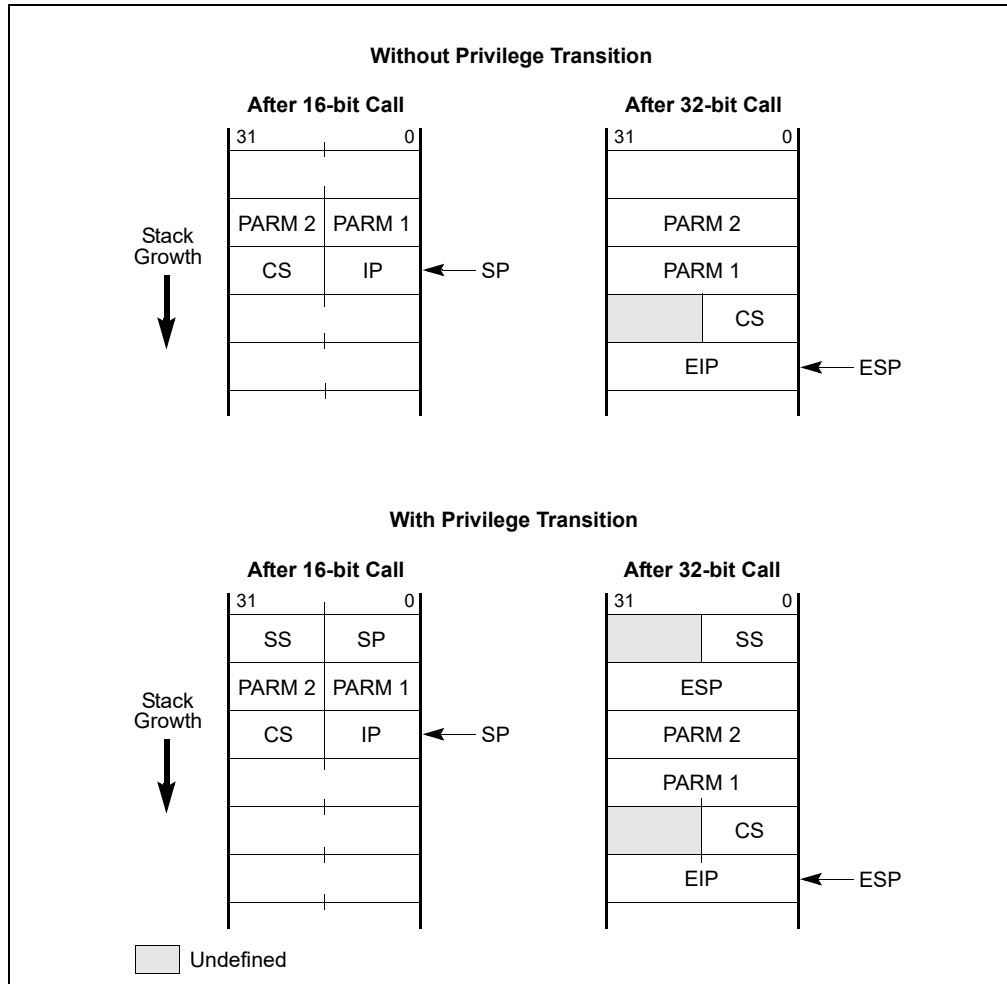 Without Privilege Transition
After 16-bit Call After 32-bit Call
31 0 31 0
PARM 2 PARM 1 PARM 2
Stack
Growth
CS IP SP PARM 1
CS
EIP ESP
With Privilege Transition
After 16-bit Call After 32-bit Call
31 0 31 0
SS SP SS
PARM 2 PARM 1 ESP
Stack
Growth
CS IP SP PARM 2
PARM 1
CS
EIP ESP
Undefined